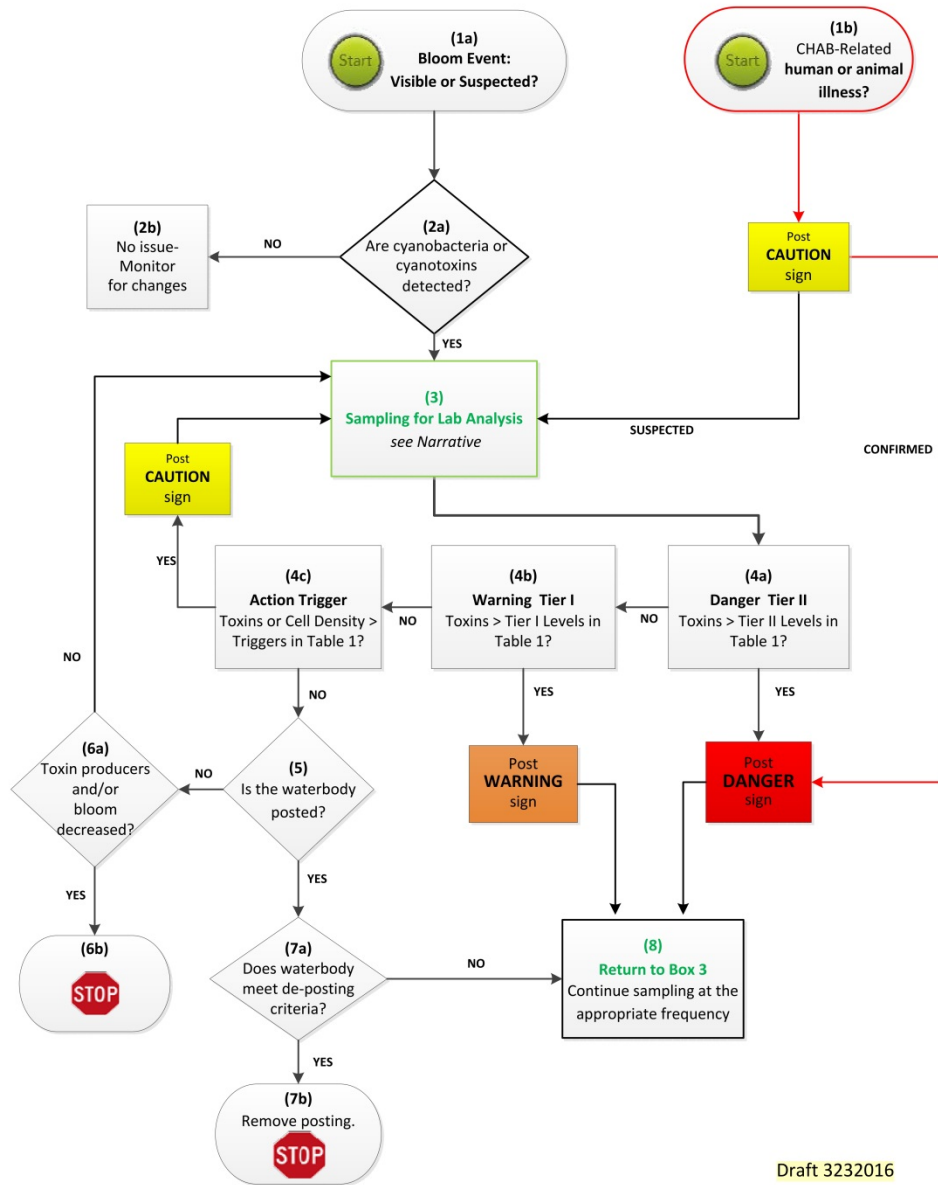 (1a)
Start
Bloom Event:
Visible or Suspected?
(1b)
Start
CHAB-Related
human or animal
illness?
(2a)
Are cyanobacteria or
cyanotoxins
detected?
NO
(2b)
No issue-
Monitor
for changes
YES
Post
CAUTION
sign
SUSPECTED
CONFIRMED
(3)
Sampling for Lab Analysis
see Narrative
Post
CAUTION
sign
YES
(4c)
Action Trigger
Toxins or Cell Density >
Triggers in Table 1?
NO
(4b)
Warning Tier I
Toxins > Tier I Levels in
Table 1?
NO
(4a)
Danger Tier II
Toxins > Tier II Levels in
Table 1?
NO
NO
YES
YES
(6a)
Toxin producers
and/or
bloom
decreased?
NO
(5)
Is the waterbody
posted?
Post
WARNING
sign
Post
DANGER
sign
YES
YES
(6b)
STOP
(7a)
Does waterbody
meet de-posting
criteria?
NO
(8)
Return to Box 3
Continue sampling at the
appropriate frequency
YES
(7b)
Remove posting.
STOP
Draft 3232016